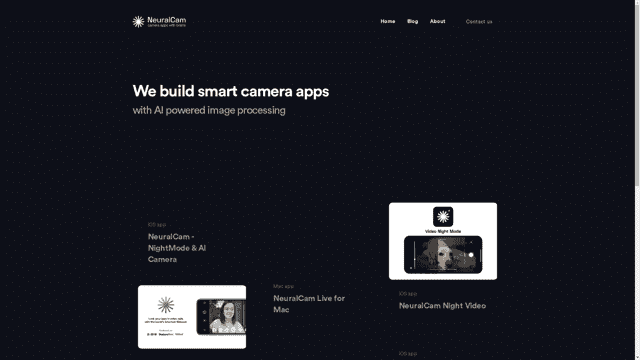 NeuralCam
Home
Blog
About
Contact us
We build smart camera apps
with AI powered image processing
Video Night Mode
iOS app
NeuralCam -
NightMode & AI
Camera
Mac app
NeuralCam Live for
Mac
iOS app
NeuralCam Night Video
iOS app